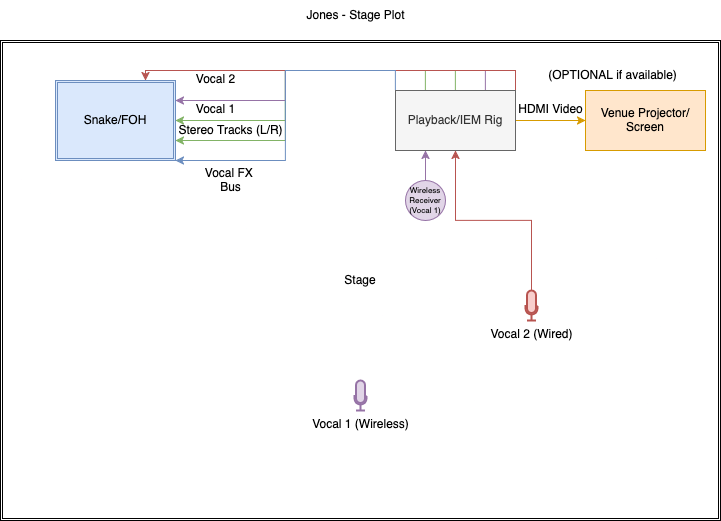 Jones - Stage Plot
(OPTIONAL if available)
Vocal 2
Vocal 1
Stereo Tracks (L/R)
Vocal FX
Bus
Snake/FOH
Playback/IEM Rig
HDMI Video
Venue Projector/
Screen
Wireless
Receiver
(Vocal 1)
Stage
Vocal 2 (Wired)
Vocal 1 (Wireless)